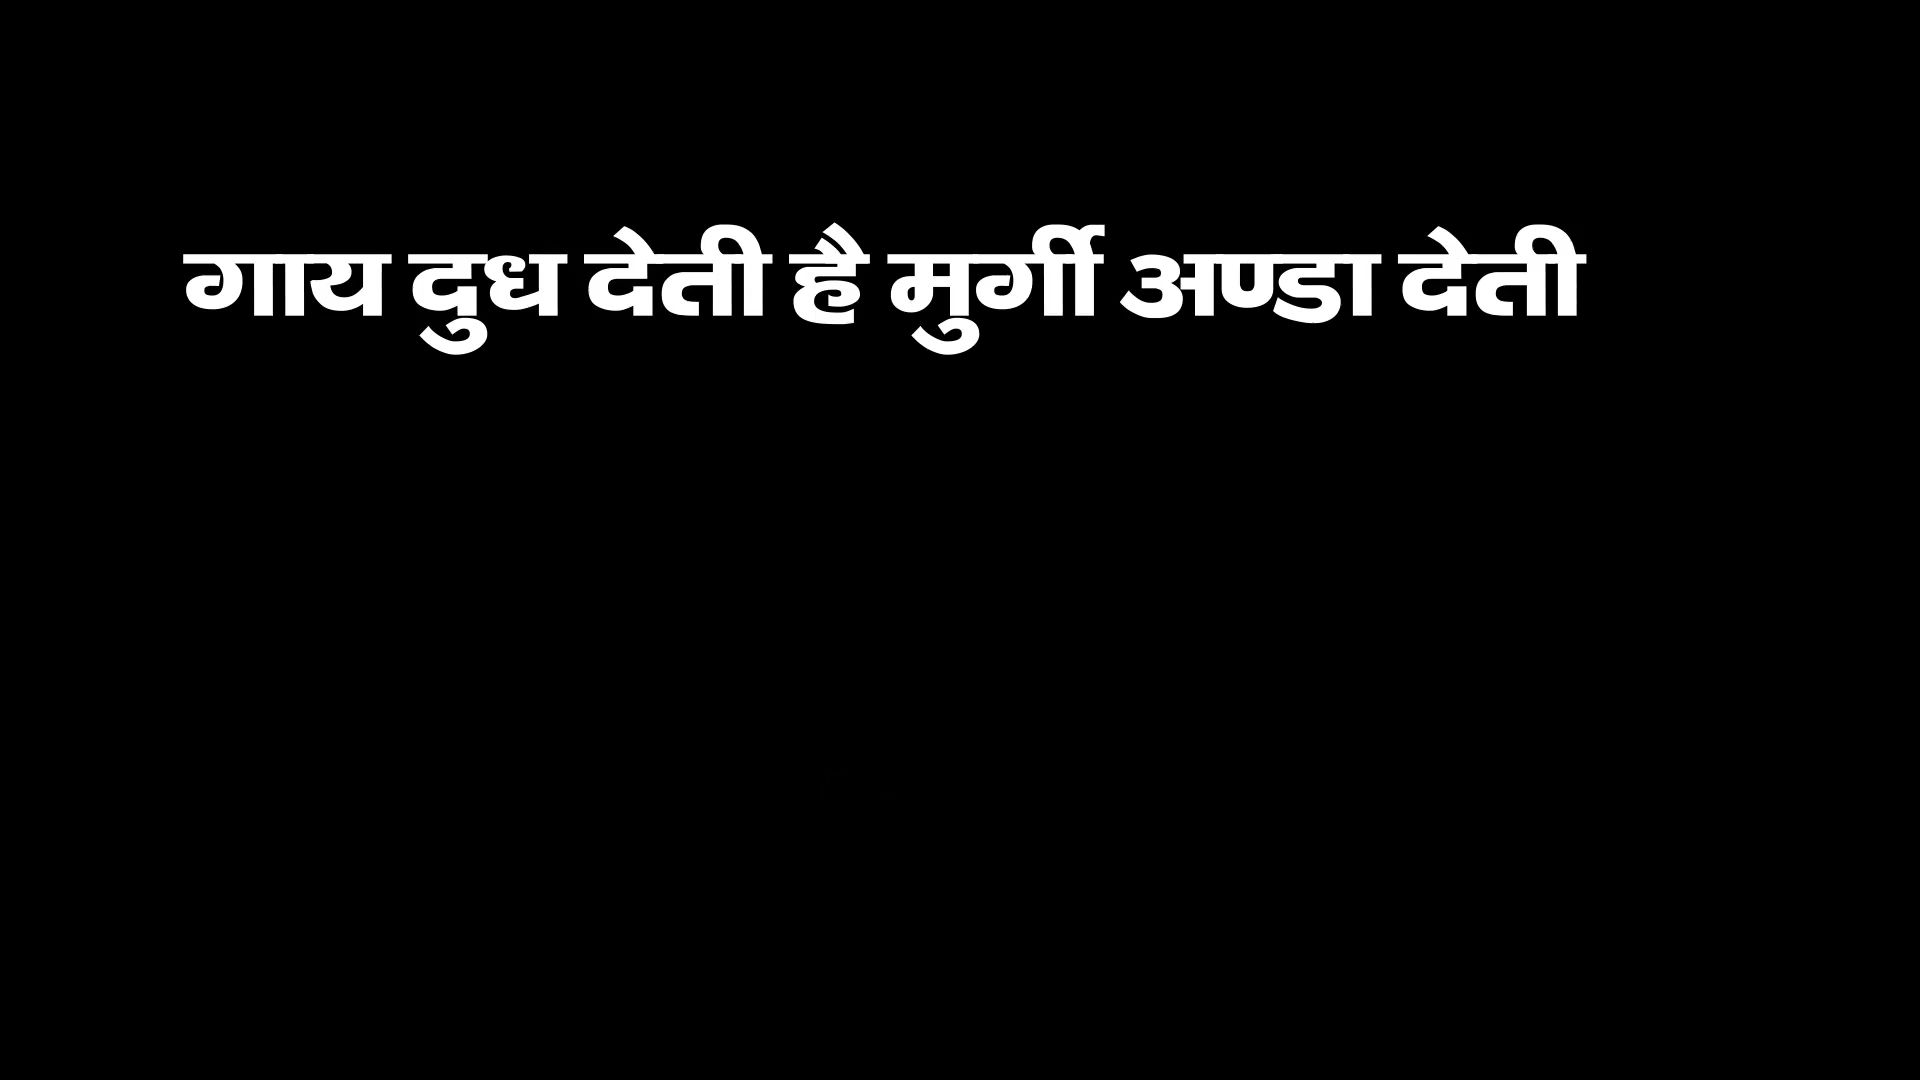 गाय दुध देती है मुर्गी अण्डा देती